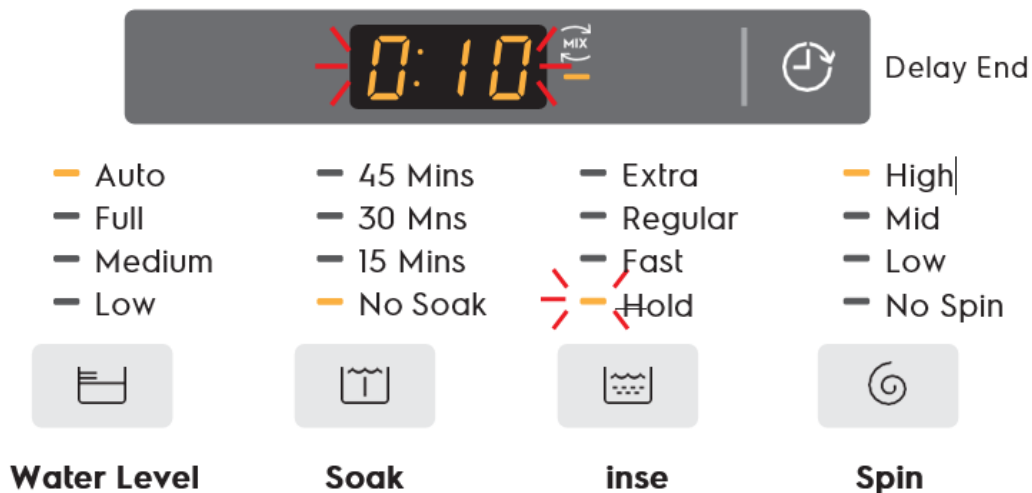 0:10
MIX
Delay End
Auto
Full
Medium
Low
45 Mins
30 Mns
15 Mins
No Soak
Extra
Regular
Fast
Hold
High
Mid
Low
No Spin
Water Level
Soak
inse
Spin